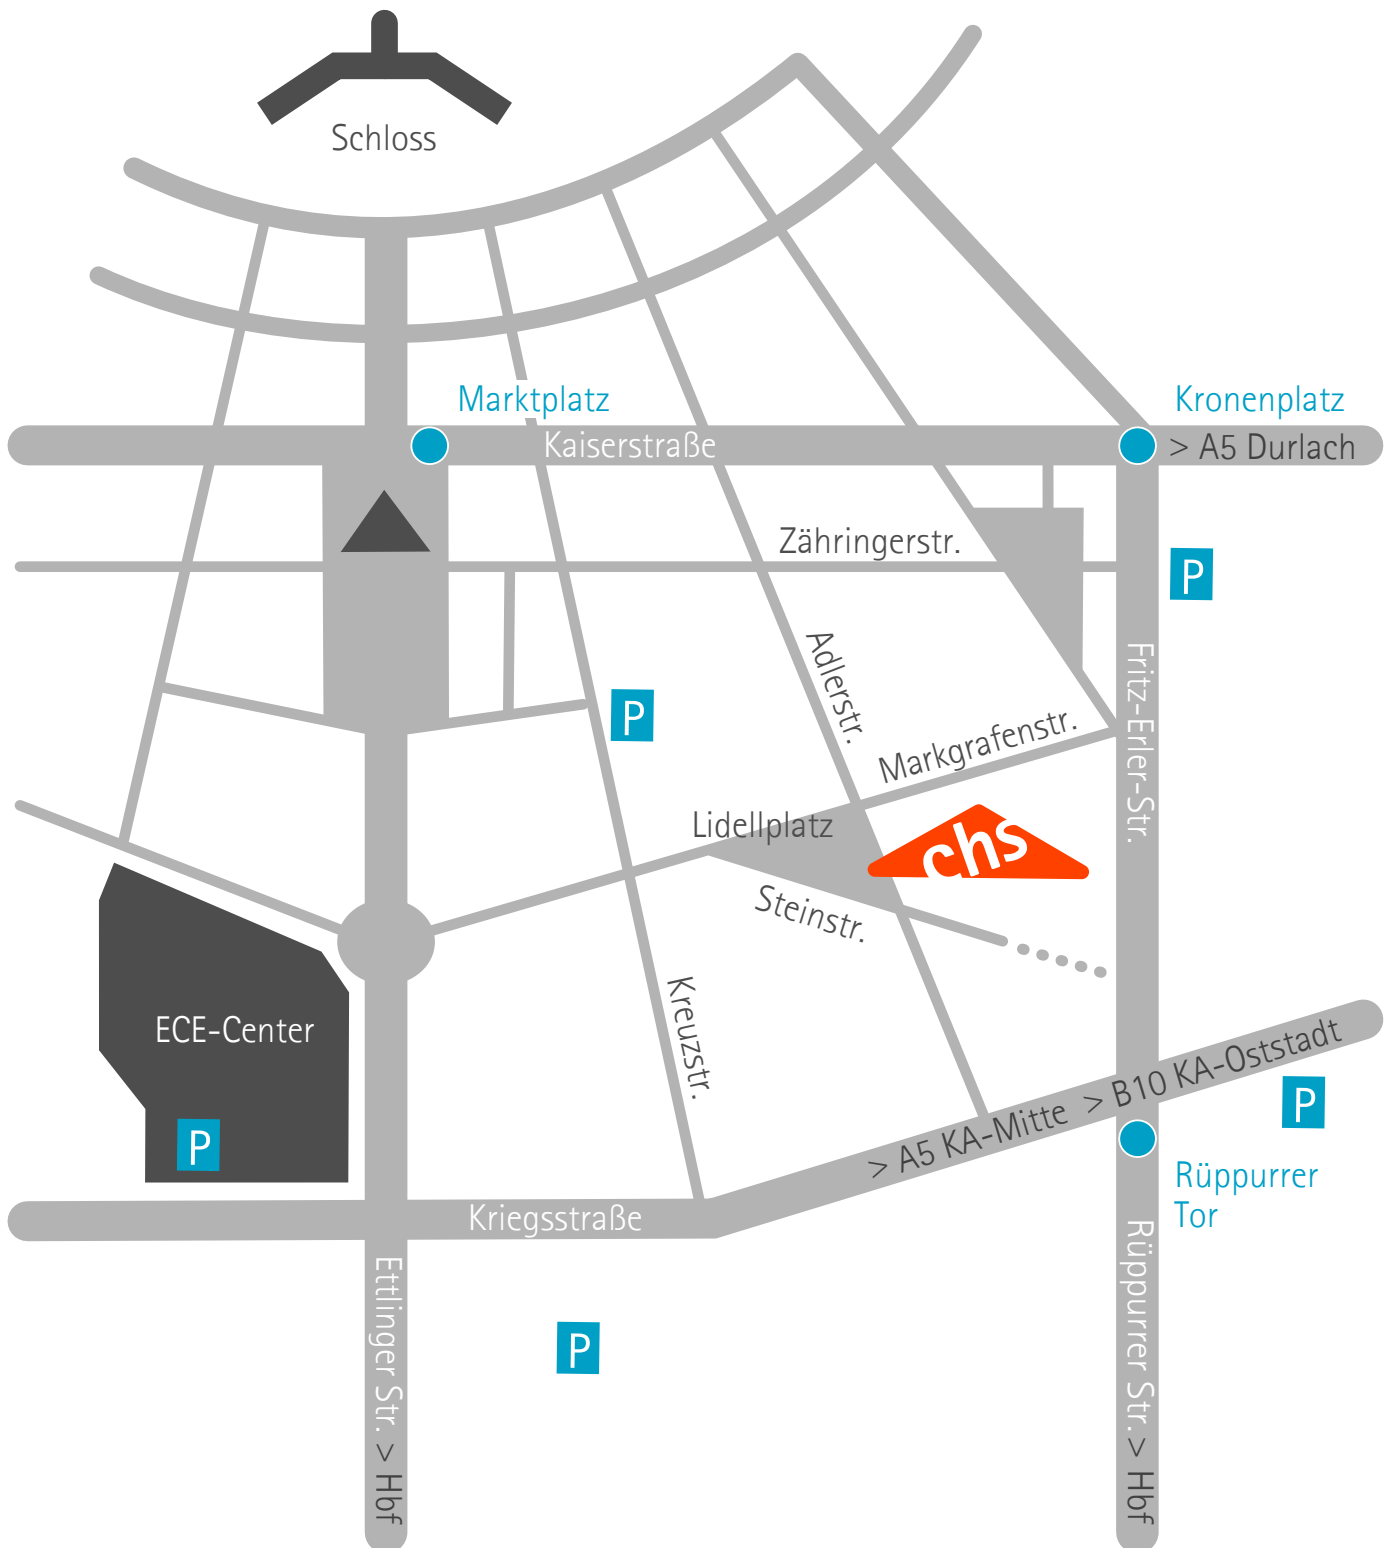 Schloss
Marktplatz
Kronenplatz
Kaiserstraße
> A5 Durlach
Zähringerstr.
P
Adlerstr.
Fritz-Erler-Str.
P
Markgrafenstr.
Lidellplatz
chs
Steinstr.
Kreuzstr.
ECE-Center
> B10 KA-Oststadt
> A5 KA-Mitte
P
P
Rüppurrer
Tor
Kriegsstraße
Ettlinger Str. > Hbf
Rüppurrer Str. > Hbf
P